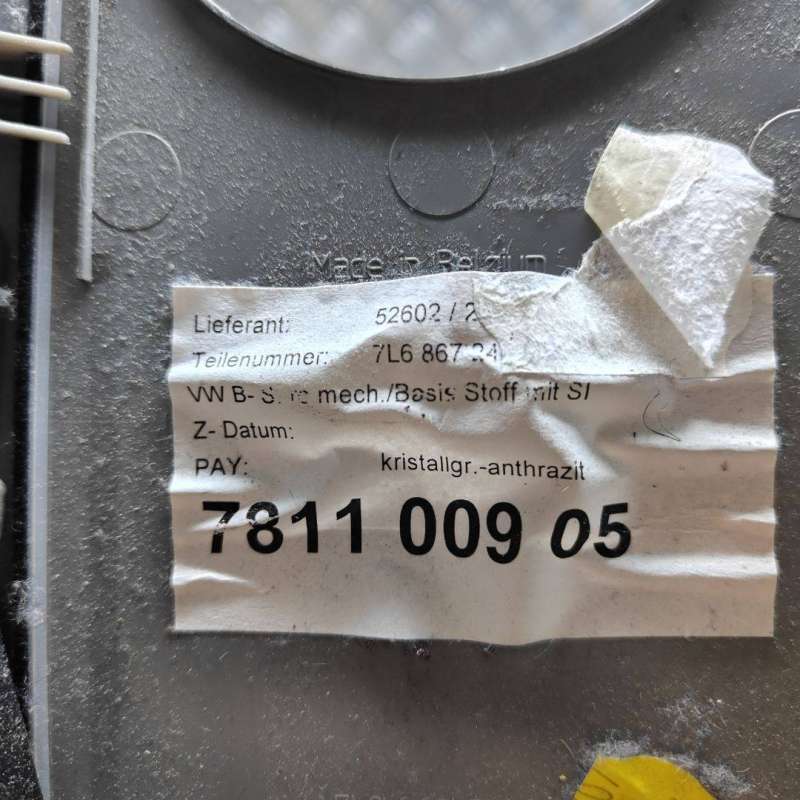 Made in Belgium
Lieferant: 52602 / 2
Teilenummer: 7L6 867 24
VW B- mech./Basis Stoff mit SI
Z- Datum:
PAY: kristallgr.-anthrazit
7811 009 05